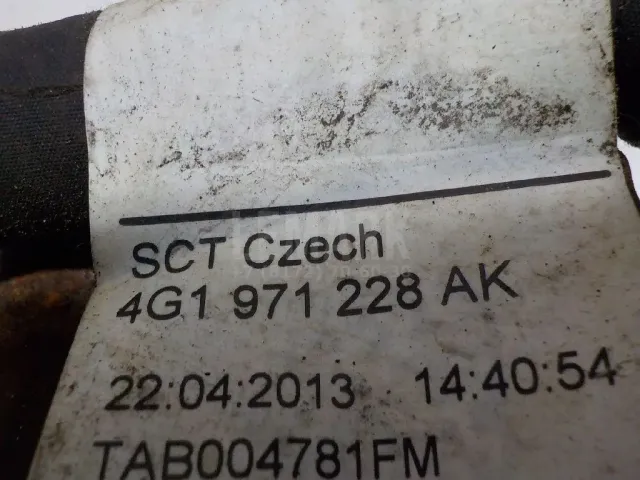 SCT Czech
4G1 971 228 AK
22:04:2013 14:40:54
TAB004781FM